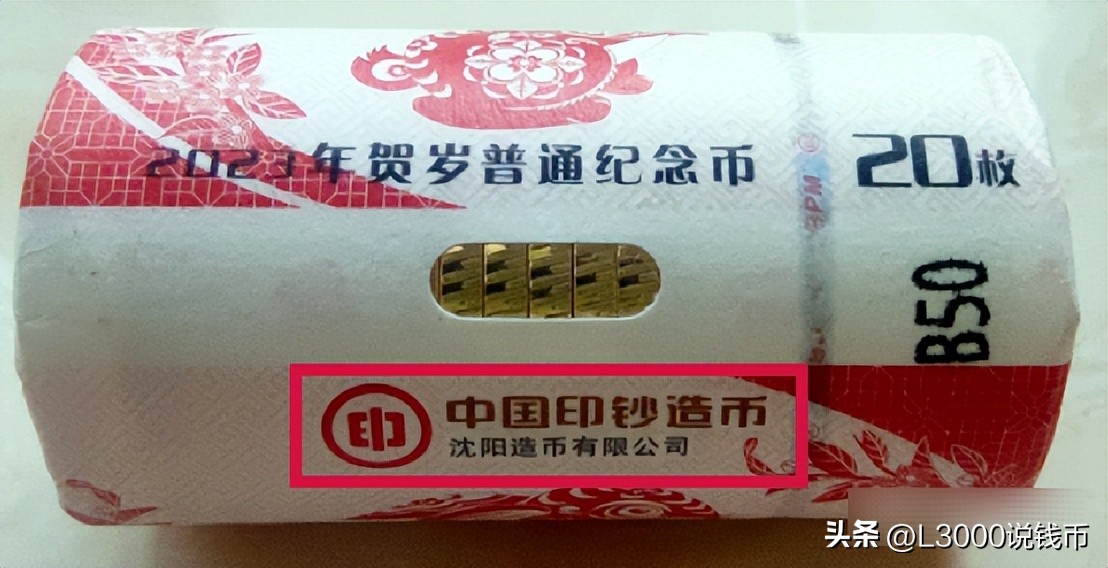 2023年贺岁普通纪念币
20枚
BPM
B50
印
中国印钞造币
沈阳造币有限公司
头条 @L3000说钱币